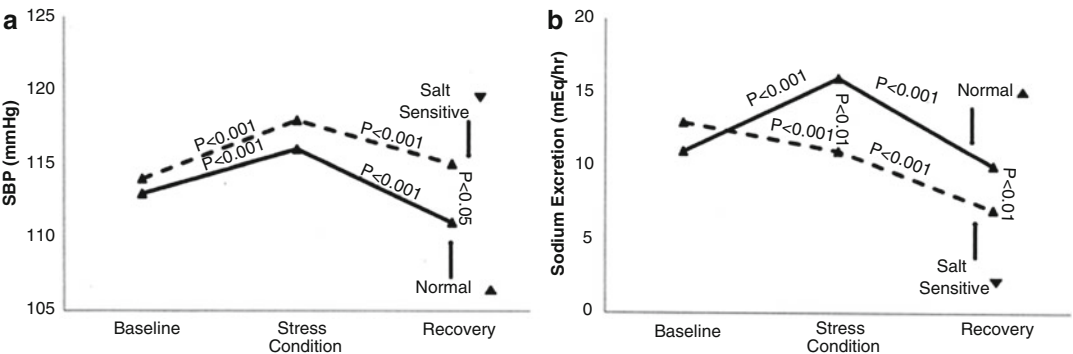 a
SBP (mmHg)
125
120
115
110
105
P<0.001
P<0.001
P<0.001
P<0.001
P<0.05
Salt
Sensitive
Normal
Baseline
Stress
Condition
Recovery
b
Sodium Excretion (mEq/hr)
20
15
10
5
0
P<0.001
P<0.001
P<0.01
P<0.001
P<0.001
P<0.01
Normal
Salt
Sensitive
Baseline
Stress
Condition
Recovery